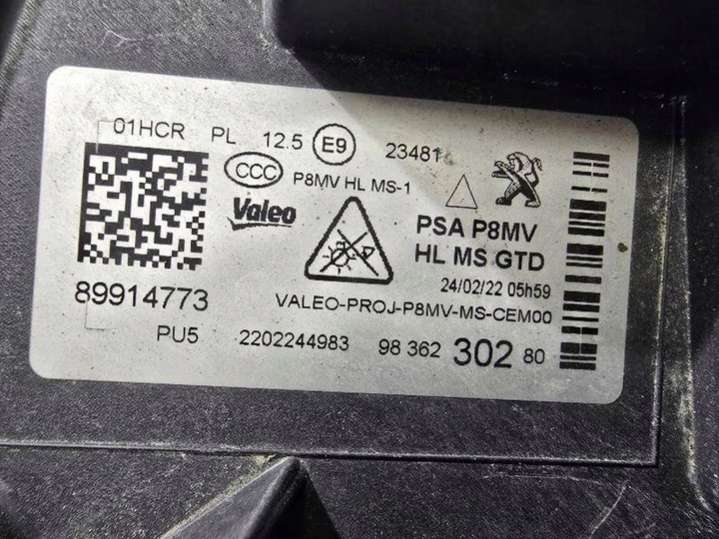 01HCR PL 12.5 E9 23481
CCC P8MV HL MS-1
Valeo
PSA P8MV
HL MS GTD
24/02/22 05h59
89914773
VALEO-PROJ-P8MV-MS-CEM00
PU5 2202244983 98 362 302 80